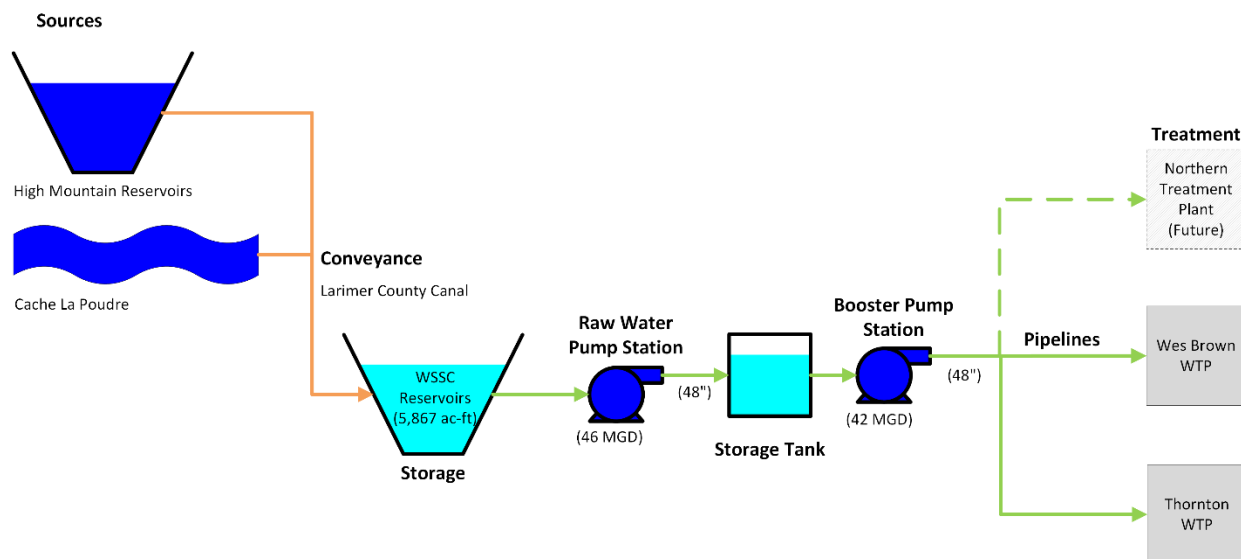 Sources
High Mountain Reservoirs
Cache La Poudre
Conveyance
Larimer County Canal
WSSC
Reservoirs
(5,867 ac-ft)
Storage
Raw Water
Pump Station
(46 MGD)
(48")
Storage Tank
Booster Pump
Station
(42 MGD)
(48")
Pipelines
Treatment
Northern
Treatment
Plant
(Future)
Wes Brown
WTP
Thornton
WTP